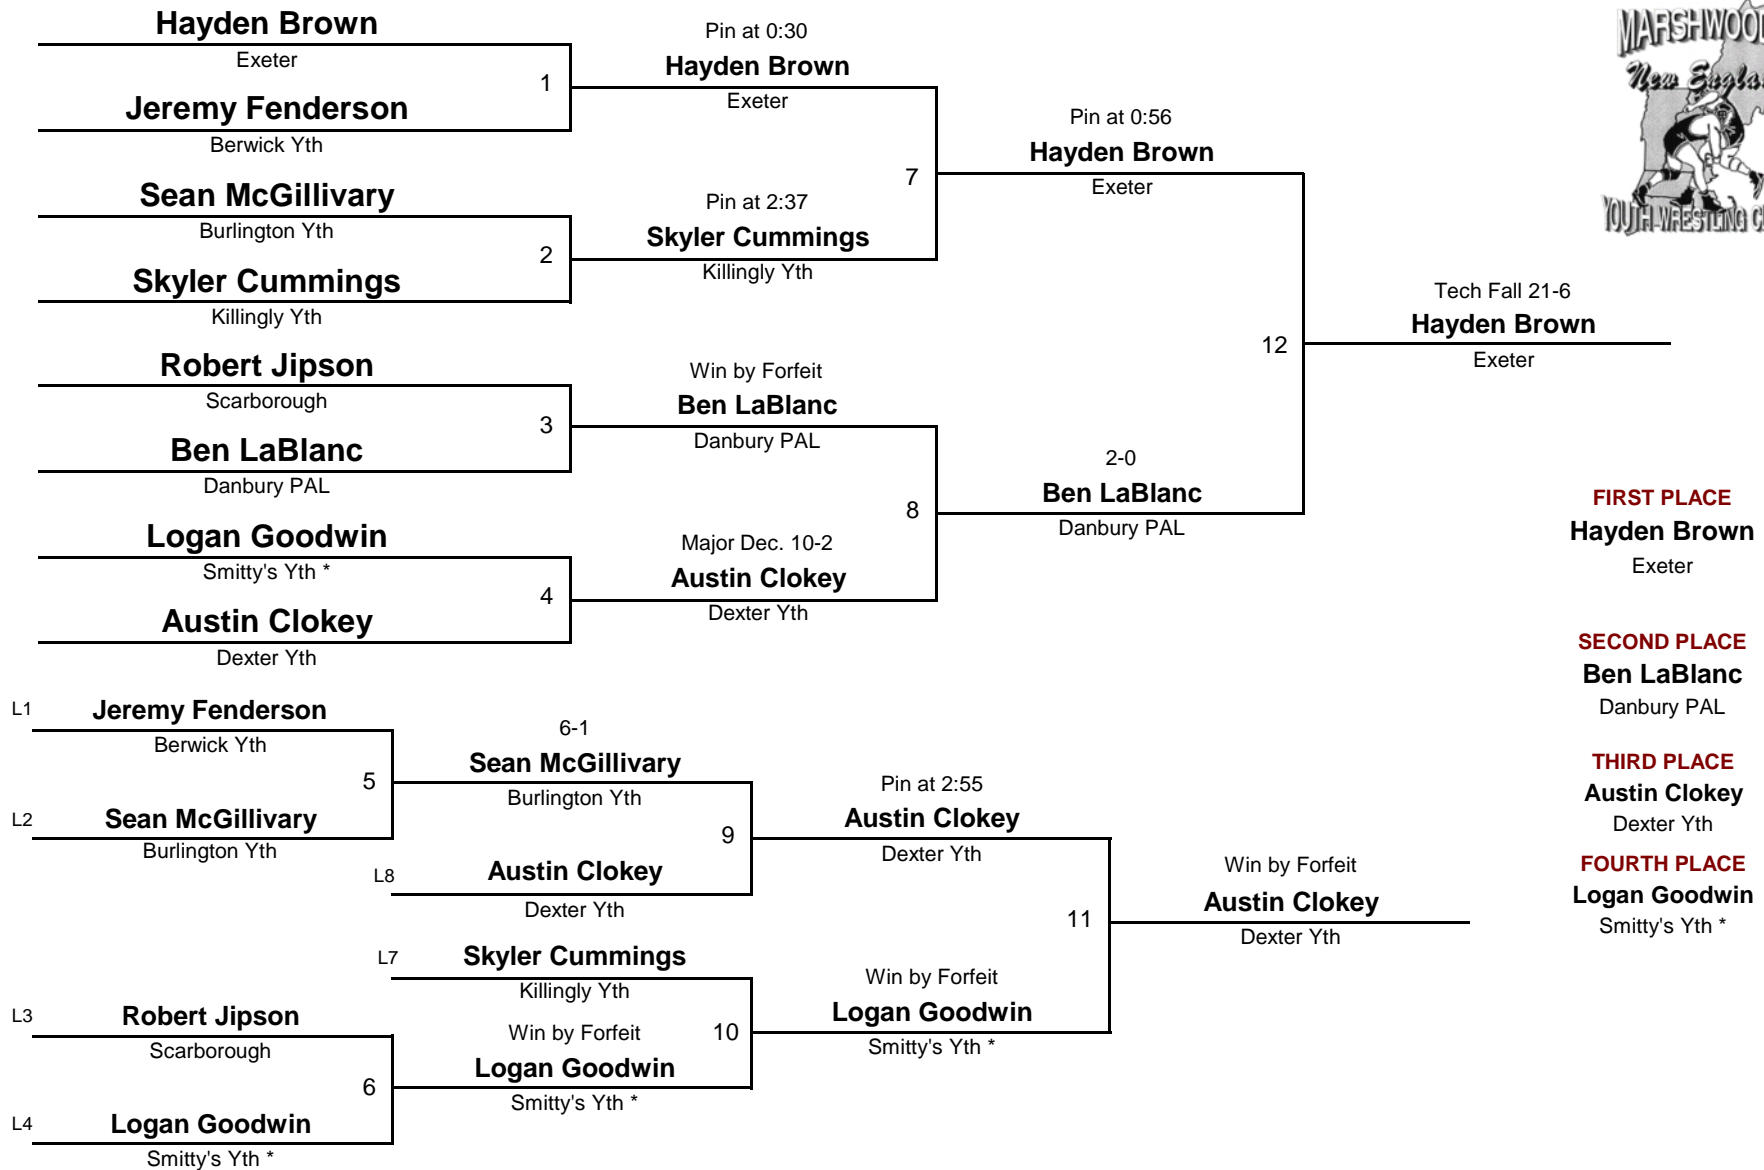 Hayden Brown
Exeter
1
Jeremy Fenderson
Berwick Yth
Sean McGillivary
Burlington Yth
2
Skyler Cummings
Killingly Yth
Robert Jipson
Scarborough
3
Ben LaBlanc
Danbury PAL
Logan Goodwin
Smitty's Yth *
4
Austin Clokey
Dexter Yth
Pin at 0:30
Hayden Brown
Exeter
7
Pin at 2:37
Skyler Cummings
Killingly Yth
Win by Forfeit
Ben LaBlanc
Danbury PAL
8
Major Dec. 10-2
Austin Clokey
Dexter Yth
Pin at 0:56
Hayden Brown
Exeter
12
2-0
Ben LaBlanc
Danbury PAL
Tech Fall 21-6
Hayden Brown
Exeter
MARSHWOOD
New Engla
YOUTH WRESTLING C
FIRST PLACE
Hayden Brown
Exeter
SECOND PLACE
Ben LaBlanc
Danbury PAL
THIRD PLACE
Austin Clokey
Dexter Yth
FOURTH PLACE
Logan Goodwin
Smitty's Yth *
L1
Jeremy Fenderson
Berwick Yth
5
L2
Sean McGillivary
Burlington Yth
6-1
Sean McGillivary
Burlington Yth
9
L8
Austin Clokey
Dexter Yth
L7
Skyler Cummings
Killingly Yth
10
Win by Forfeit
Logan Goodwin
Smitty's Yth *
L3
Robert Jipson
Scarborough
6
L4
Logan Goodwin
Smitty's Yth *
Pin at 2:55
Austin Clokey
Dexter Yth
11
Win by Forfeit
Logan Goodwin
Smitty's Yth *
Win by Forfeit
Austin Clokey
Dexter Yth